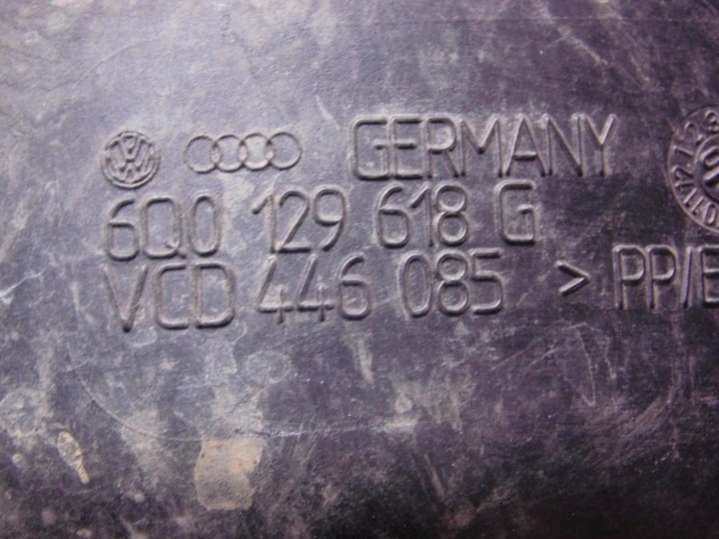 GERMANY
6Q0 129 618 G
VCD 446 085 > PP/E